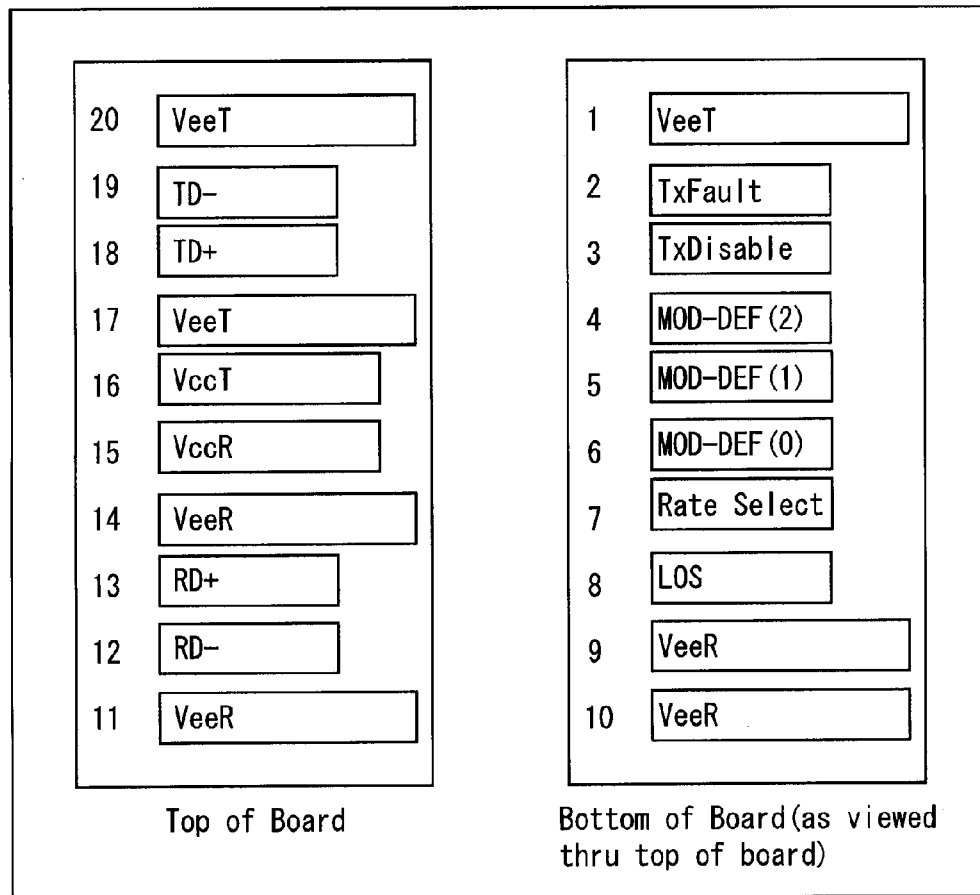 20 VeeT
19 TD-
18 TD+
17 VeeT
16 VccT
15 VccR
14 VeeR
13 RD+
12 RD-
11 VeeR
Top of Board
1 VeeT
2 TxFault
3 TxDisable
4 MOD-DEF(2)
5 MOD-DEF(1)
6 MOD-DEF(0)
7 Rate Select
8 LOS
9 VeeR
10 VeeR
Bottom of Board(as viewed
thru top of board)